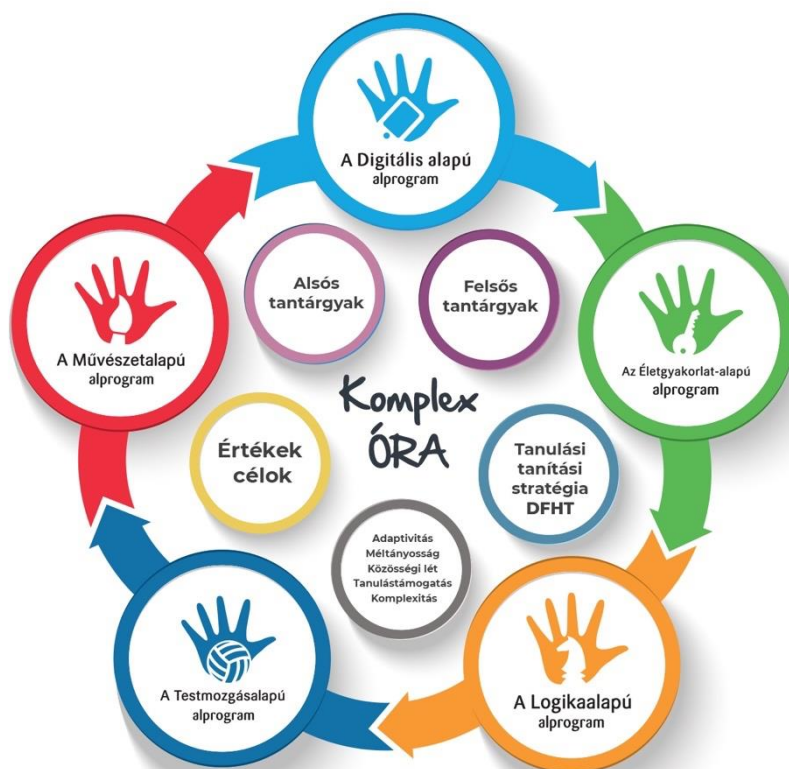 A Digitális alapú
alprogram
Alsós
tantárgyak
Felsős
tantárgyak
A Művészetalapú
alprogram
Az Életgyakorlat-alapú
alprogram
Komplex
ÓRA
Értékek
célok
Tanulási
tanítási
stratégia
DFHT
Adaptivitás
Méltányosság
Közösségi lét
Tanulástámogatás
Komplexitás
A Testmozgásalapú
alprogram
A Logikaalapú
alprogram